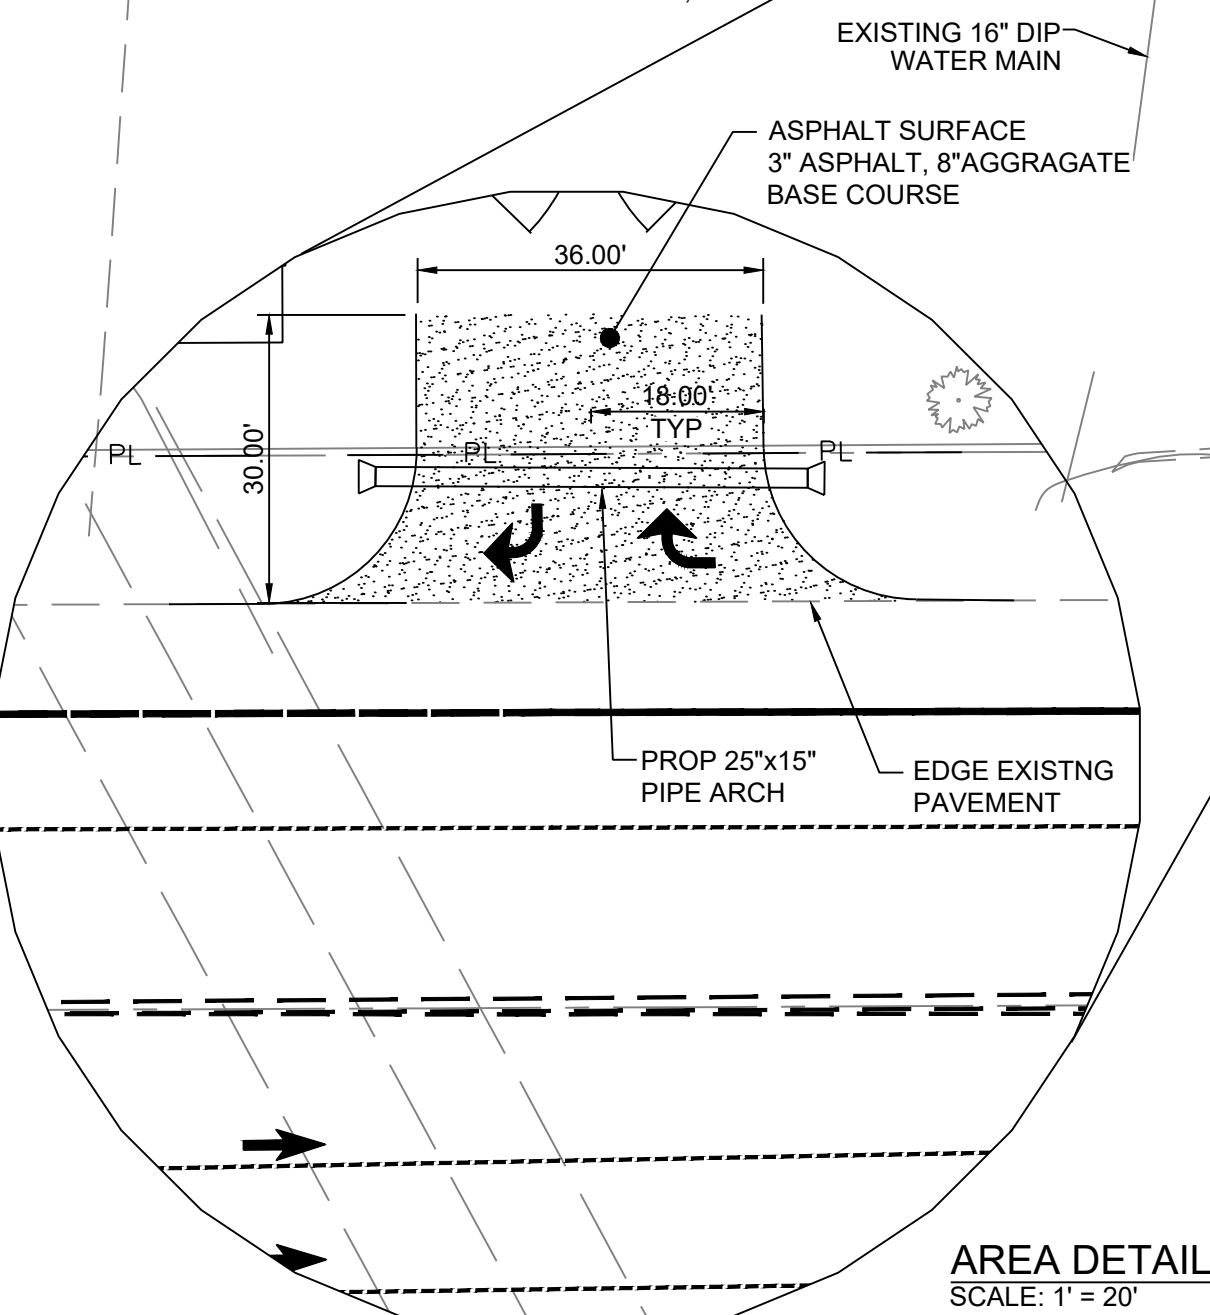 EXISTING 16" DIP
WATER MAIN
ASPHALT SURFACE
3" ASPHALT, 8"AGGRAGATE
BASE COURSE
36.00'
18.00'
TYP
30.00'
PL
PL
PL
PROP 25"x15"
PIPE ARCH
EDGE EXISTNG
PAVEMENT
AREA DETAIL
SCALE: 1' = 20'